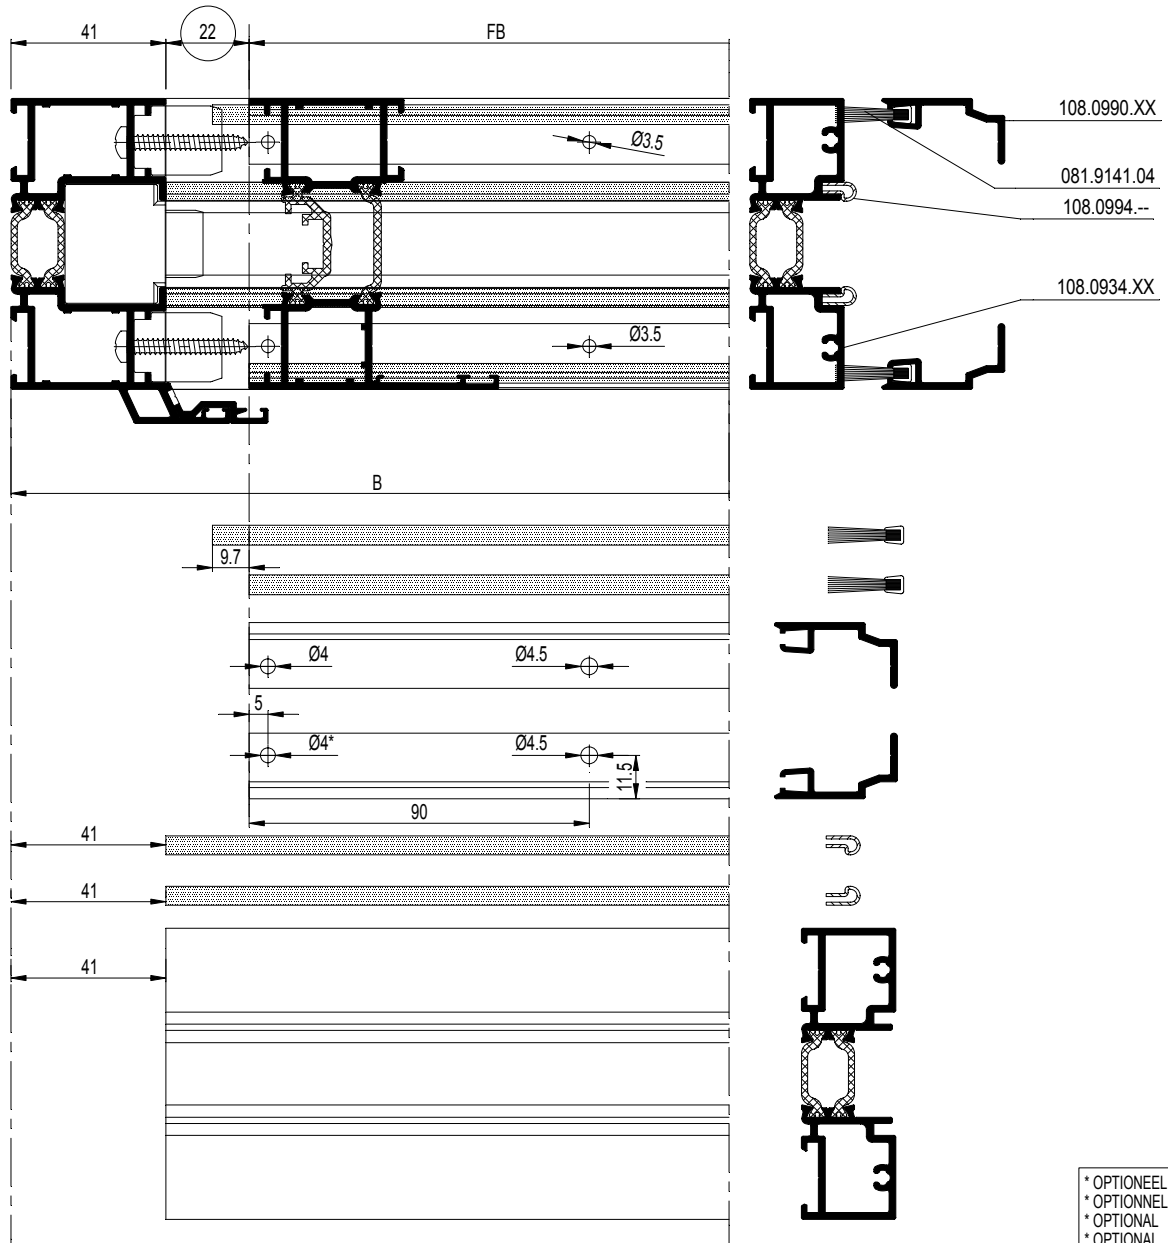 41
22
FB
108.0990.XX
Ø3.5
081.9141.04
108.0994.--
108.0934.XX
Ø3.5
B
9.7
Ø4
Ø4.5
5
Ø4*
Ø4.5
11.5
90
41
41
41
* OPTIONEEL
* OPTIONNEL
* OPTIONAL
* OPTIONAL